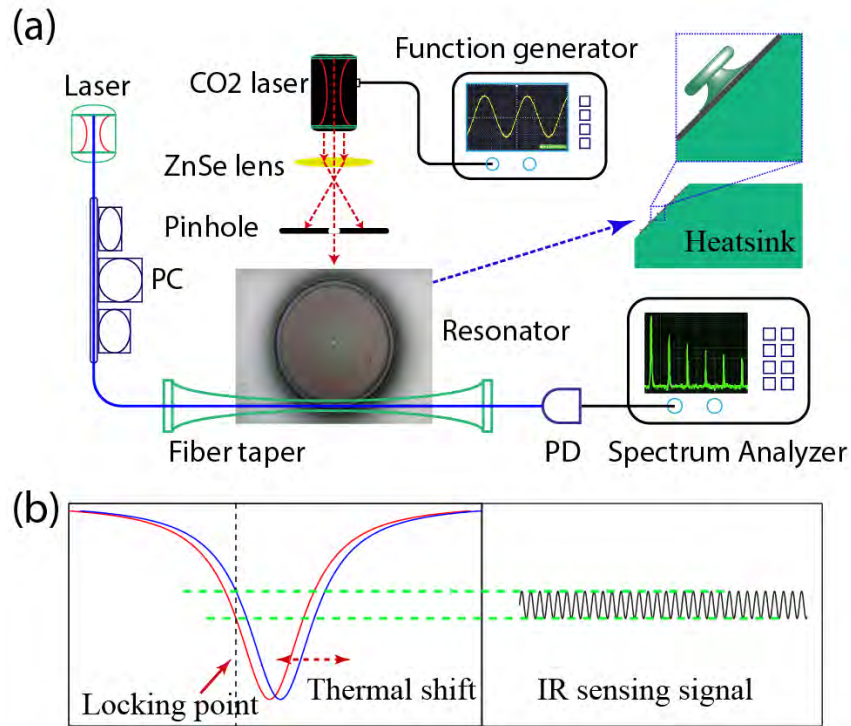 (a)
Laser
CO2 laser
Function generator
ZnSe lens
Pinhole
PC
Heatsink
Resonator
Fiber taper
PD
Spectrum Analyzer
(b)
Locking point
Thermal shift
IR sensing signal